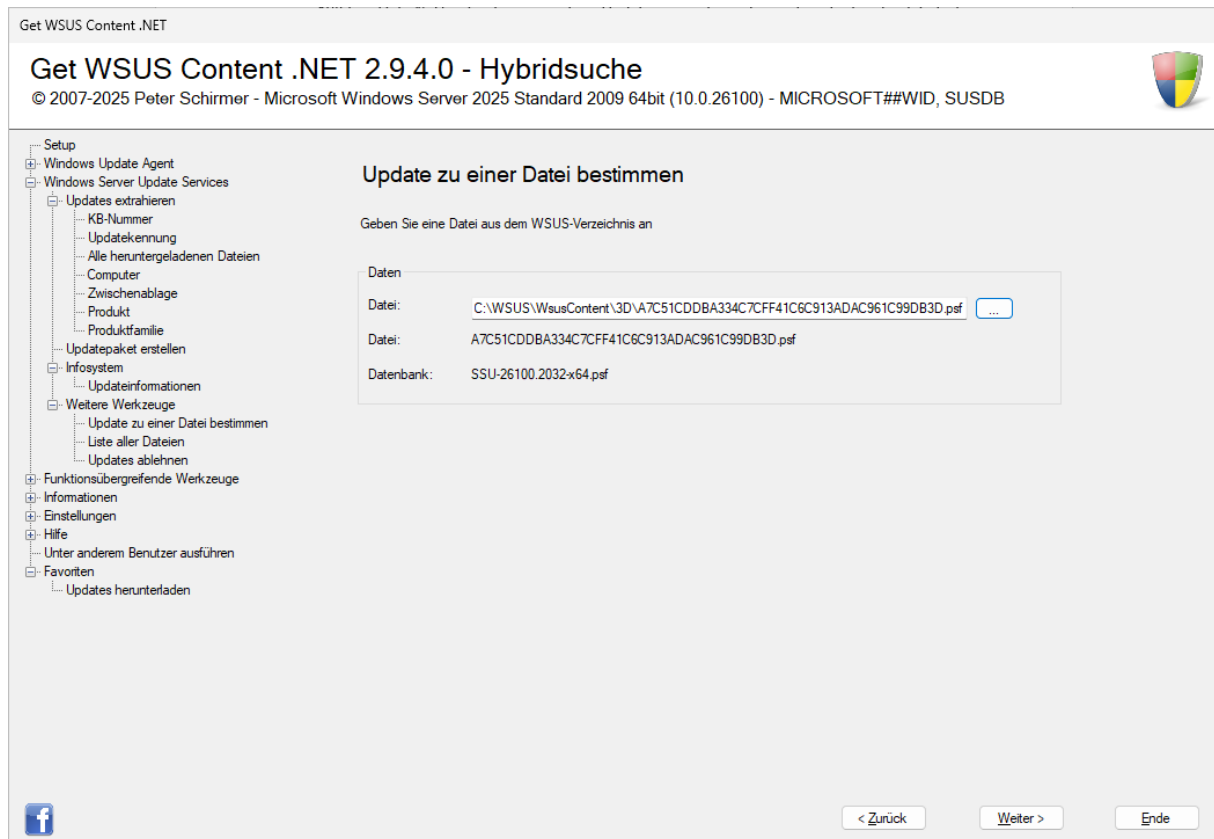 Get WSUS Content .NET
Get WSUS Content .NET 2.9.4.0 - Hybridsuche
© 2007-2025 Peter Schirmer - Microsoft Windows Server 2025 Standard 2009 64bit (10.0.26100) - MICROSOFT##WID, SUSDB
Setup
Windows Update Agent
Windows Server Update Services
Updates extrahieren
KB-Nummer
Updatekennung
Alle heruntergeladenen Dateien
Computer
Zwischenablage
Produkt
Produktfamilie
Updatepaket erstellen
Infosystem
Updateinformationen
Weitere Werkzeuge
Update zu einer Datei bestimmen
Liste aller Dateien
Updates ablehnen
Funktionsübergreifende Werkzeuge
Informationen
Einstellungen
Hilfe
Unter anderem Benutzer ausführen
Favoriten
Updates herunterladen
Update zu einer Datei bestimmen
Geben Sie eine Datei aus dem WSUS-Verzeichnis an
Daten
Datei: C:\WSUS\WsusContent\3D\A7C51CDDBA334C7CFF41C6C913ADAC961C99DB3D.psf ...
Datei: A7C51CDDBA334C7CFF41C6C913ADAC961C99DB3D.psf
Datenbank: SSU-26100.2032-x64.psf
f
< Zurück Weiter > Ende